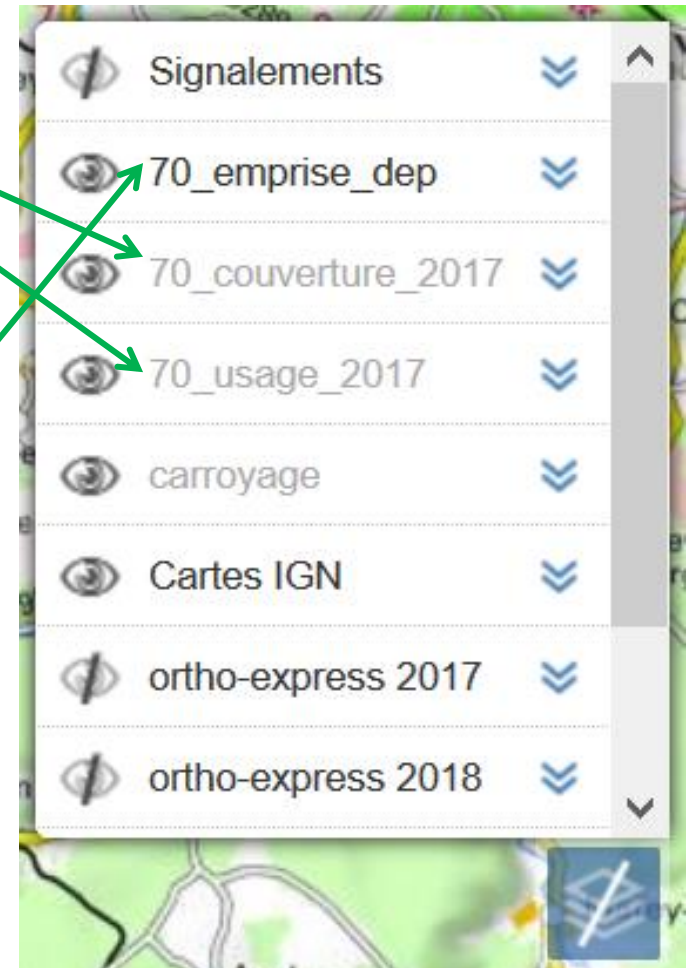 Signalements
70_emprise_dep
70_couverture_2017
70_usage_2017
carroyage
Cartes IGN
ortho-express 2017
ortho-express 2018